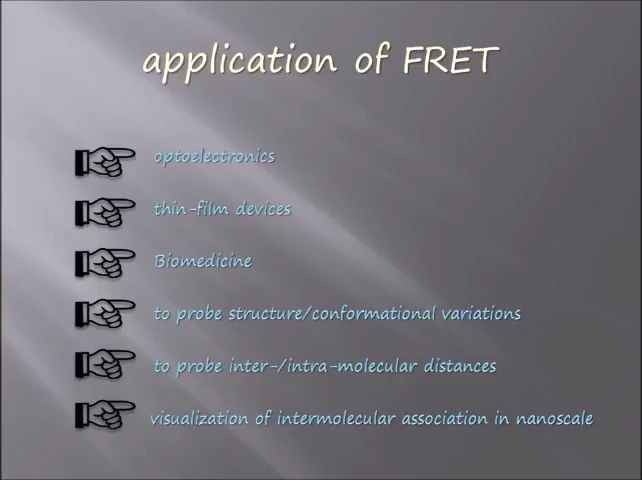 application of FRET
optoelectronics
thin-film devices
Biomedicine
to probe structure/conformational variations
to probe inter-/intra-molecular distances
visualization of intermolecular association in nanoscale